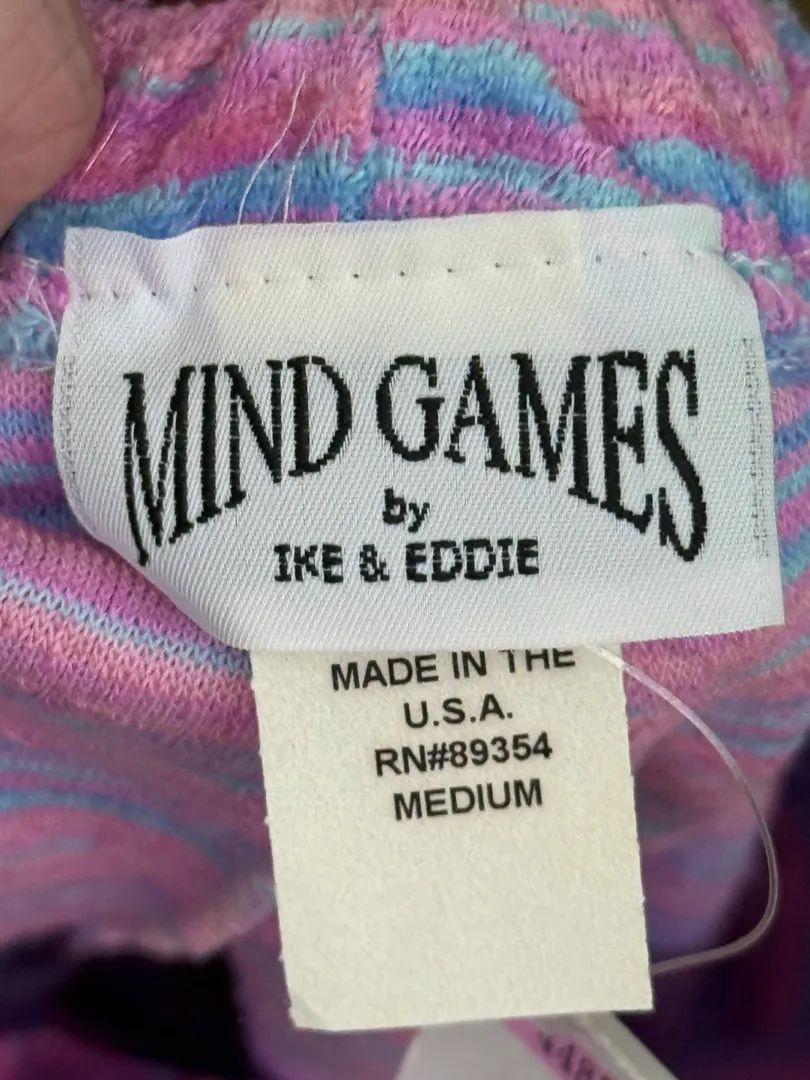 MIND GAMES
by
IKE & EDDIE
MADE IN THE
U.S.A.
RN#89354
MEDIUM